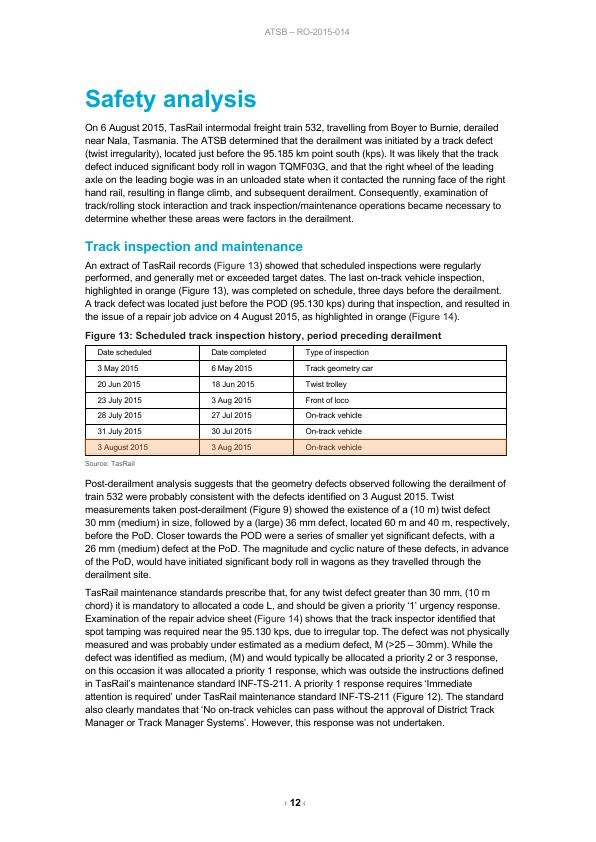 ATSB – RO-2015-014
Safety analysis
On 6 August 2015, TasRail intermodal freight train 532, travelling from Boyer to Burnie, derailed
near Nala, Tasmania. The ATSB determined that the derailment was initiated by a track defect
(twist irregularity), located just before the 95.185 km point south (kps). It was likely that the track
defect induced significant body roll in wagon TQMF03G, and that the right wheel of the leading
axle on the leading bogie was in an unloaded state when it contacted the running face of the right
hand rail, resulting in flange climb, and subsequent derailment. Consequently, examination of
track/rolling stock interaction and track inspection/maintenance operations became necessary to
determine whether these areas were factors in the derailment.
Track inspection and maintenance
An extract of TasRail records (Figure 13) showed that scheduled inspections were regularly
performed, and generally met or exceeded target dates. The last on-track vehicle inspection,
highlighted in orange (Figure 13), was completed on schedule, three days before the derailment.
A track defect was located just before the POD (95.130 kps) during that inspection, and resulted in
the issue of a repair job advice on 4 August 2015, as highlighted in orange (Figure 14).
Figure 13: Scheduled track inspection history, period preceding derailment
Date scheduled Date completed Type of inspection
3 May 2015 6 May 2015 Track geometry car
20 Jun 2015 18 Jun 2015 Twist trolley
23 July 2015 3 Aug 2015 Front of loco
28 July 2015 27 Jul 2015 On-track vehicle
31 July 2015 30 Jul 2015 On-track vehicle
3 August 2015 3 Aug 2015 On-track vehicle
Source: TasRail
Post-derailment analysis suggests that the geometry defects observed following the derailment of
train 532 were probably consistent with the defects identified on 3 August 2015. Twist
measurements taken post-derailment (Figure 9) showed the existence of a (10 m) twist defect
30 mm (medium) in size, followed by a (large) 36 mm defect, located 60 m and 40 m, respectively,
before the PoD. Closer towards the POD were a series of smaller yet significant defects, with a
26 mm (medium) defect at the PoD. The magnitude and cyclic nature of these defects, in advance
of the PoD, would have initiated significant body roll in wagons as they travelled through the
derailment site.
TasRail maintenance standards prescribe that, for any twist defect greater than 30 mm, (10 m
chord) it is mandatory to allocated a code L, and should be given a priority ‘1’ urgency response.
Examination of the repair advice sheet (Figure 14) shows that the track inspector identified that
spot tamping was required near the 95.130 kps, due to irregular top. The defect was not physically
measured and was probably under estimated as a medium defect, M (>25 – 30mm). While the
defect was identified as medium, (M) and would typically be allocated a priority 2 or 3 response,
on this occasion it was allocated a priority 1 response, which was outside the instructions defined
in TasRail’s maintenance standard INF-TS-211. A priority 1 response requires ‘Immediate
attention is required’ under TasRail maintenance standard INF-TS-211 (Figure 12). The standard
also clearly mandates that ‘No on-track vehicles can pass without the approval of District Track
Manager or Track Manager Systems’. However, this response was not undertaken.
› 12 ‹